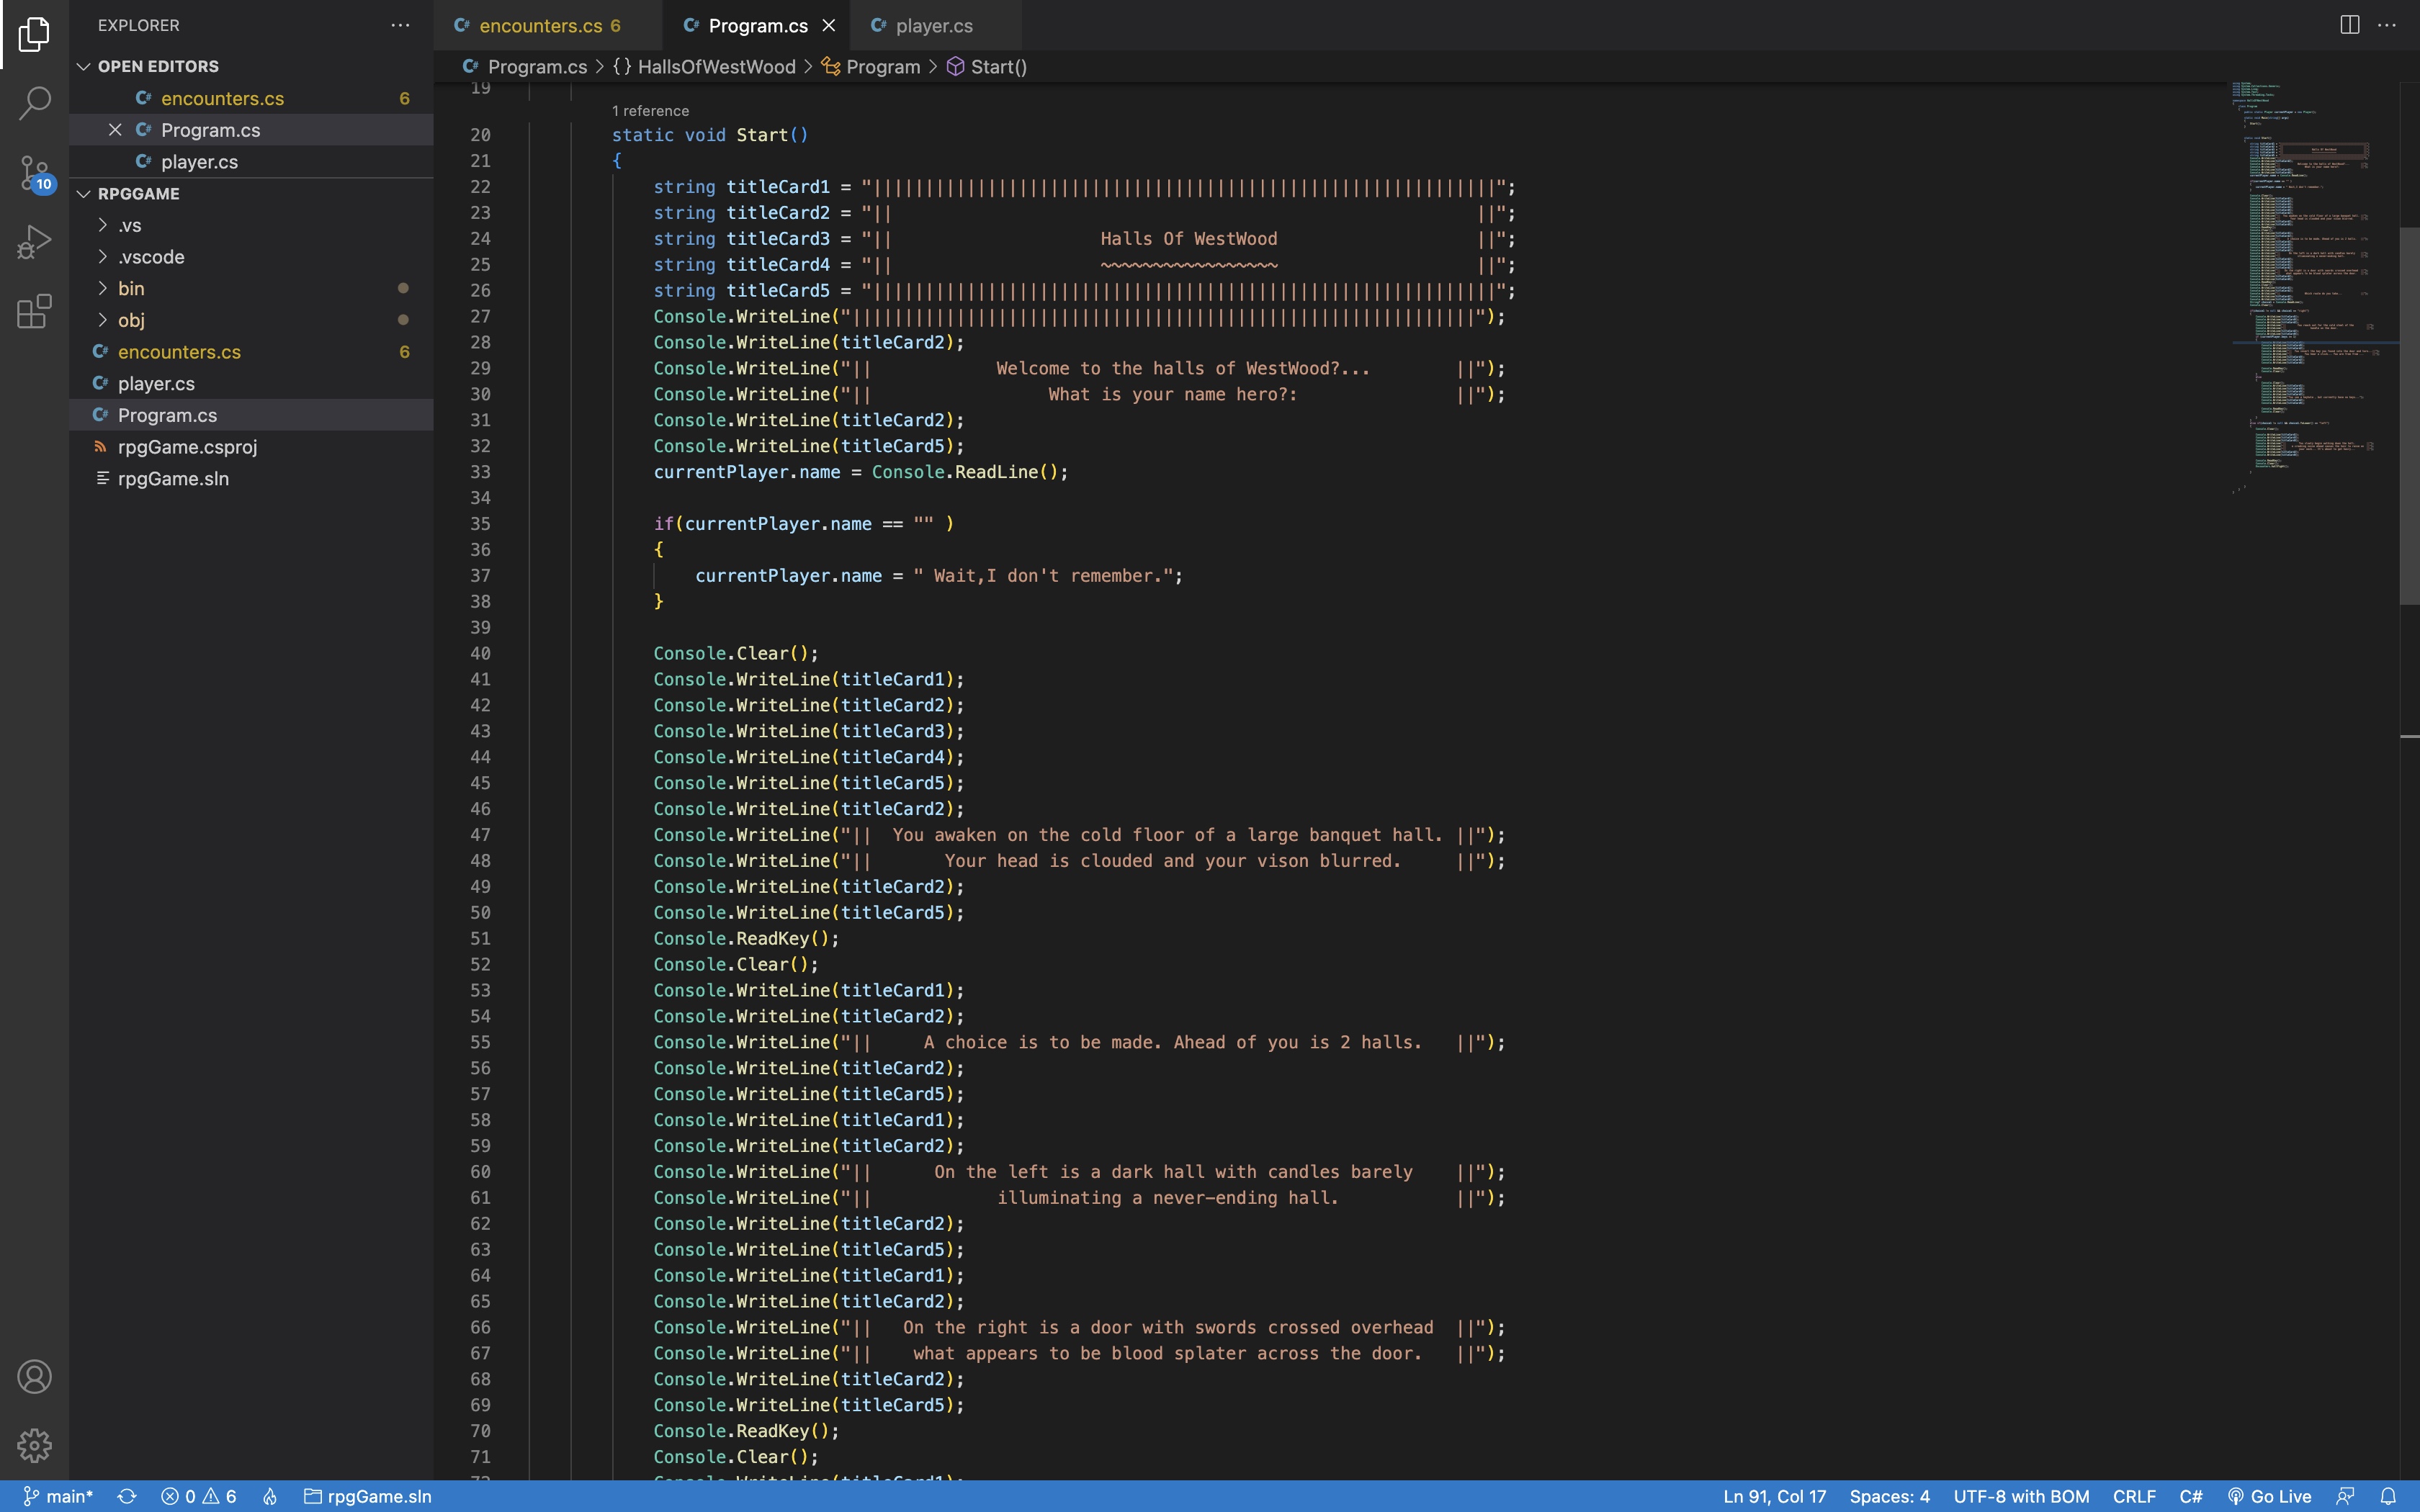 EXPLORER ...
OPEN EDITORS
C# encounters.cs 6
C# Program.cs
C# player.cs
10
RPGGAME
.vs
.vscode
bin
obj
C# encounters.cs 6
C# player.cs
C# Program.cs
rpgGame.csproj
rpgGame.sln
C# encounters.cs 6 C# Program.cs C# player.cs
C# Program.cs > {} HallsOfWestWood > Program > Start()
19
1 reference
20 static void Start()
21 {
22 string titleCard1 = "||||||||||||||||||||||||||||||||||||||||||||||||||||||||||||";
23 string titleCard2 = "||                                                        ||";
24 string titleCard3 = "||                    Halls Of WestWood                   ||";
25 string titleCard4 = "||                    ~~~~~~~~~~~~~~~~~                   ||";
26 string titleCard5 = "||||||||||||||||||||||||||||||||||||||||||||||||||||||||||||";
27 Console.WriteLine("||||||||||||||||||||||||||||||||||||||||||||||||||||||||||||");
28 Console.WriteLine(titleCard2);
29 Console.WriteLine("||            Welcome to the halls of WestWood?...        ||");
30 Console.WriteLine("||                 What is your name hero?:               ||");
31 Console.WriteLine(titleCard2);
32 Console.WriteLine(titleCard5);
33 currentPlayer.name = Console.ReadLine();
34
35 if(currentPlayer.name == "" )
36 {
37 currentPlayer.name = " Wait,I don't remember.";
38 }
39
40 Console.Clear();
41 Console.WriteLine(titleCard1);
42 Console.WriteLine(titleCard2);
43 Console.WriteLine(titleCard3);
44 Console.WriteLine(titleCard4);
45 Console.WriteLine(titleCard5);
46 Console.WriteLine(titleCard2);
47 Console.WriteLine("||  You awaken on the cold floor of a large banquet hall. ||");
48 Console.WriteLine("||       Your head is clouded and your vison blurred.     ||");
49 Console.WriteLine(titleCard2);
50 Console.WriteLine(titleCard5);
51 Console.ReadKey();
52 Console.Clear();
53 Console.WriteLine(titleCard1);
54 Console.WriteLine(titleCard2);
55 Console.WriteLine("||     A choice is to be made. Ahead of you is 2 halls.   ||");
56 Console.WriteLine(titleCard2);
57 Console.WriteLine(titleCard5);
58 Console.WriteLine(titleCard1);
59 Console.WriteLine(titleCard2);
60 Console.WriteLine("||      On the left is a dark hall with candles barely    ||");
61 Console.WriteLine("||            illuminating a never-ending hall.           ||");
62 Console.WriteLine(titleCard2);
63 Console.WriteLine(titleCard5);
64 Console.WriteLine(titleCard1);
65 Console.WriteLine(titleCard2);
66 Console.WriteLine("||   On the right is a door with swords crossed overhead  ||");
67 Console.WriteLine("||    what appears to be blood splater across the door.   ||");
68 Console.WriteLine(titleCard2);
69 Console.WriteLine(titleCard5);
70 Console.ReadKey();
71 Console.Clear();
72 Console.WriteLine(titleCard1);
main* 0 6 rpgGame.sln Ln 91, Col 17 Spaces: 4 UTF-8 with BOM CRLF C# Go Live